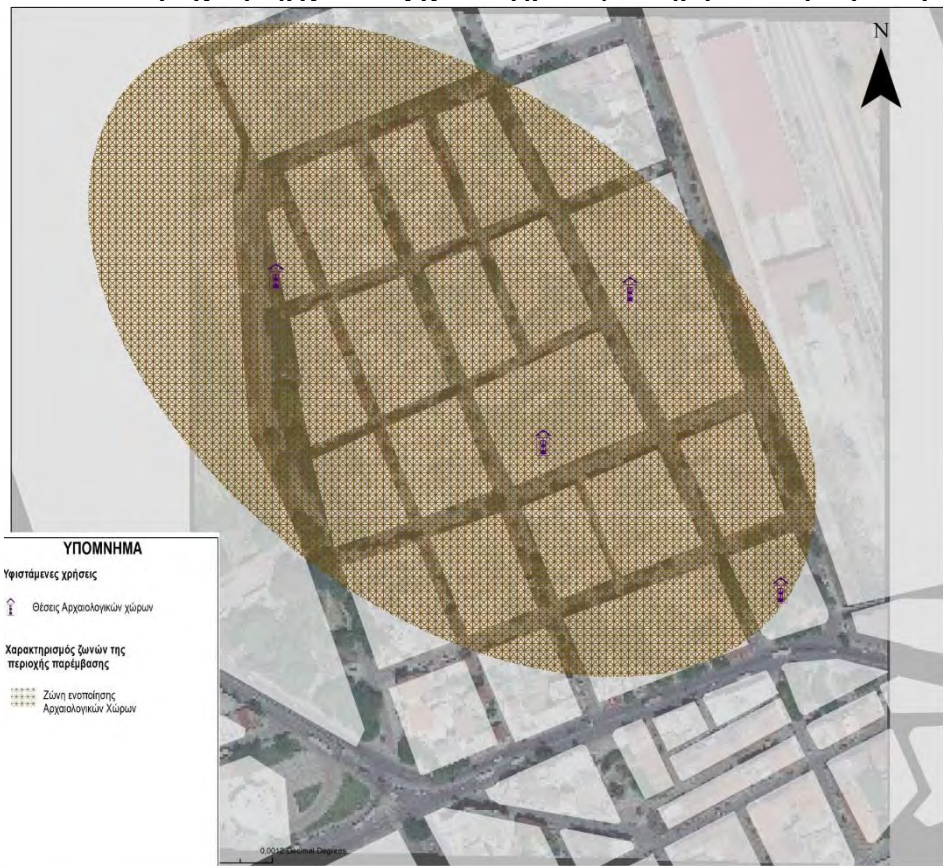 N
ΥΠΟΜΝΗΜΑ
Υφιστάμενες χρήσεις
Θέσεις Αρχαιολογικών χώρων
Χαρακτηρισμός ζωνών της
περιοχής παρέμβασης
Ζώνη ενοποίησης
Αρχαιολογικών Χώρων
0,0012 Decimal Degrees